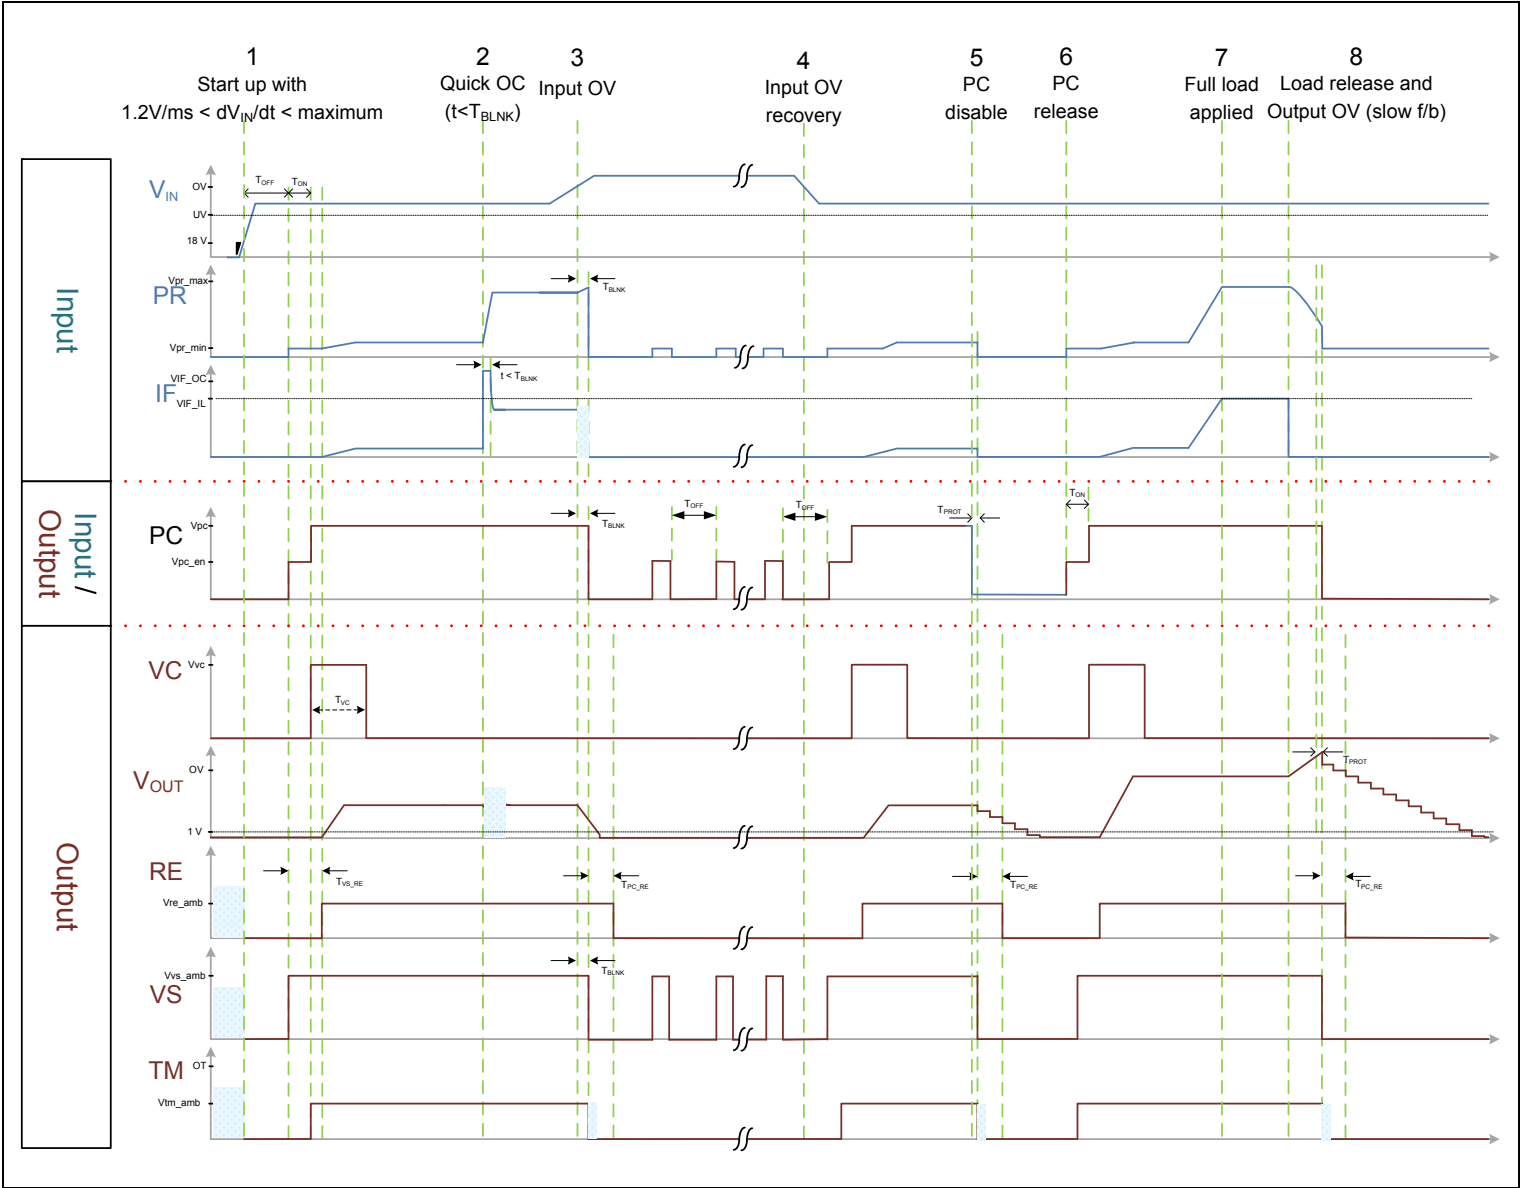 1
Start up with
1.2V/ms < dVIN/dt < maximum
2
Quick OC
(t<TBLNK)
3
Input OV
4
Input OV
recovery
5
PC
disable
6
PC
release
7
Full load
applied
8
Load release and
Output OV (slow f/b)
Input
VIN
OV
UV
18 V
TOFF
TON
PR
Vpr_max
Vpr_min
TBLNK
IF
VIF_OC
VIF_IL
t < TBLNK
Input /
Output
PC
Vpc
Vpc_en
TBLNK
TOFF
TOFF
TPROT
TON
Output
VC
Vvc
TVC
VOUT
OV
1 V
TPROT
RE
Vre_amb
TVS_RE
TPC_RE
TPC_RE
TPC_RE
VS
Vvs_amb
TBLNK
TM
OT
Vtm_amb